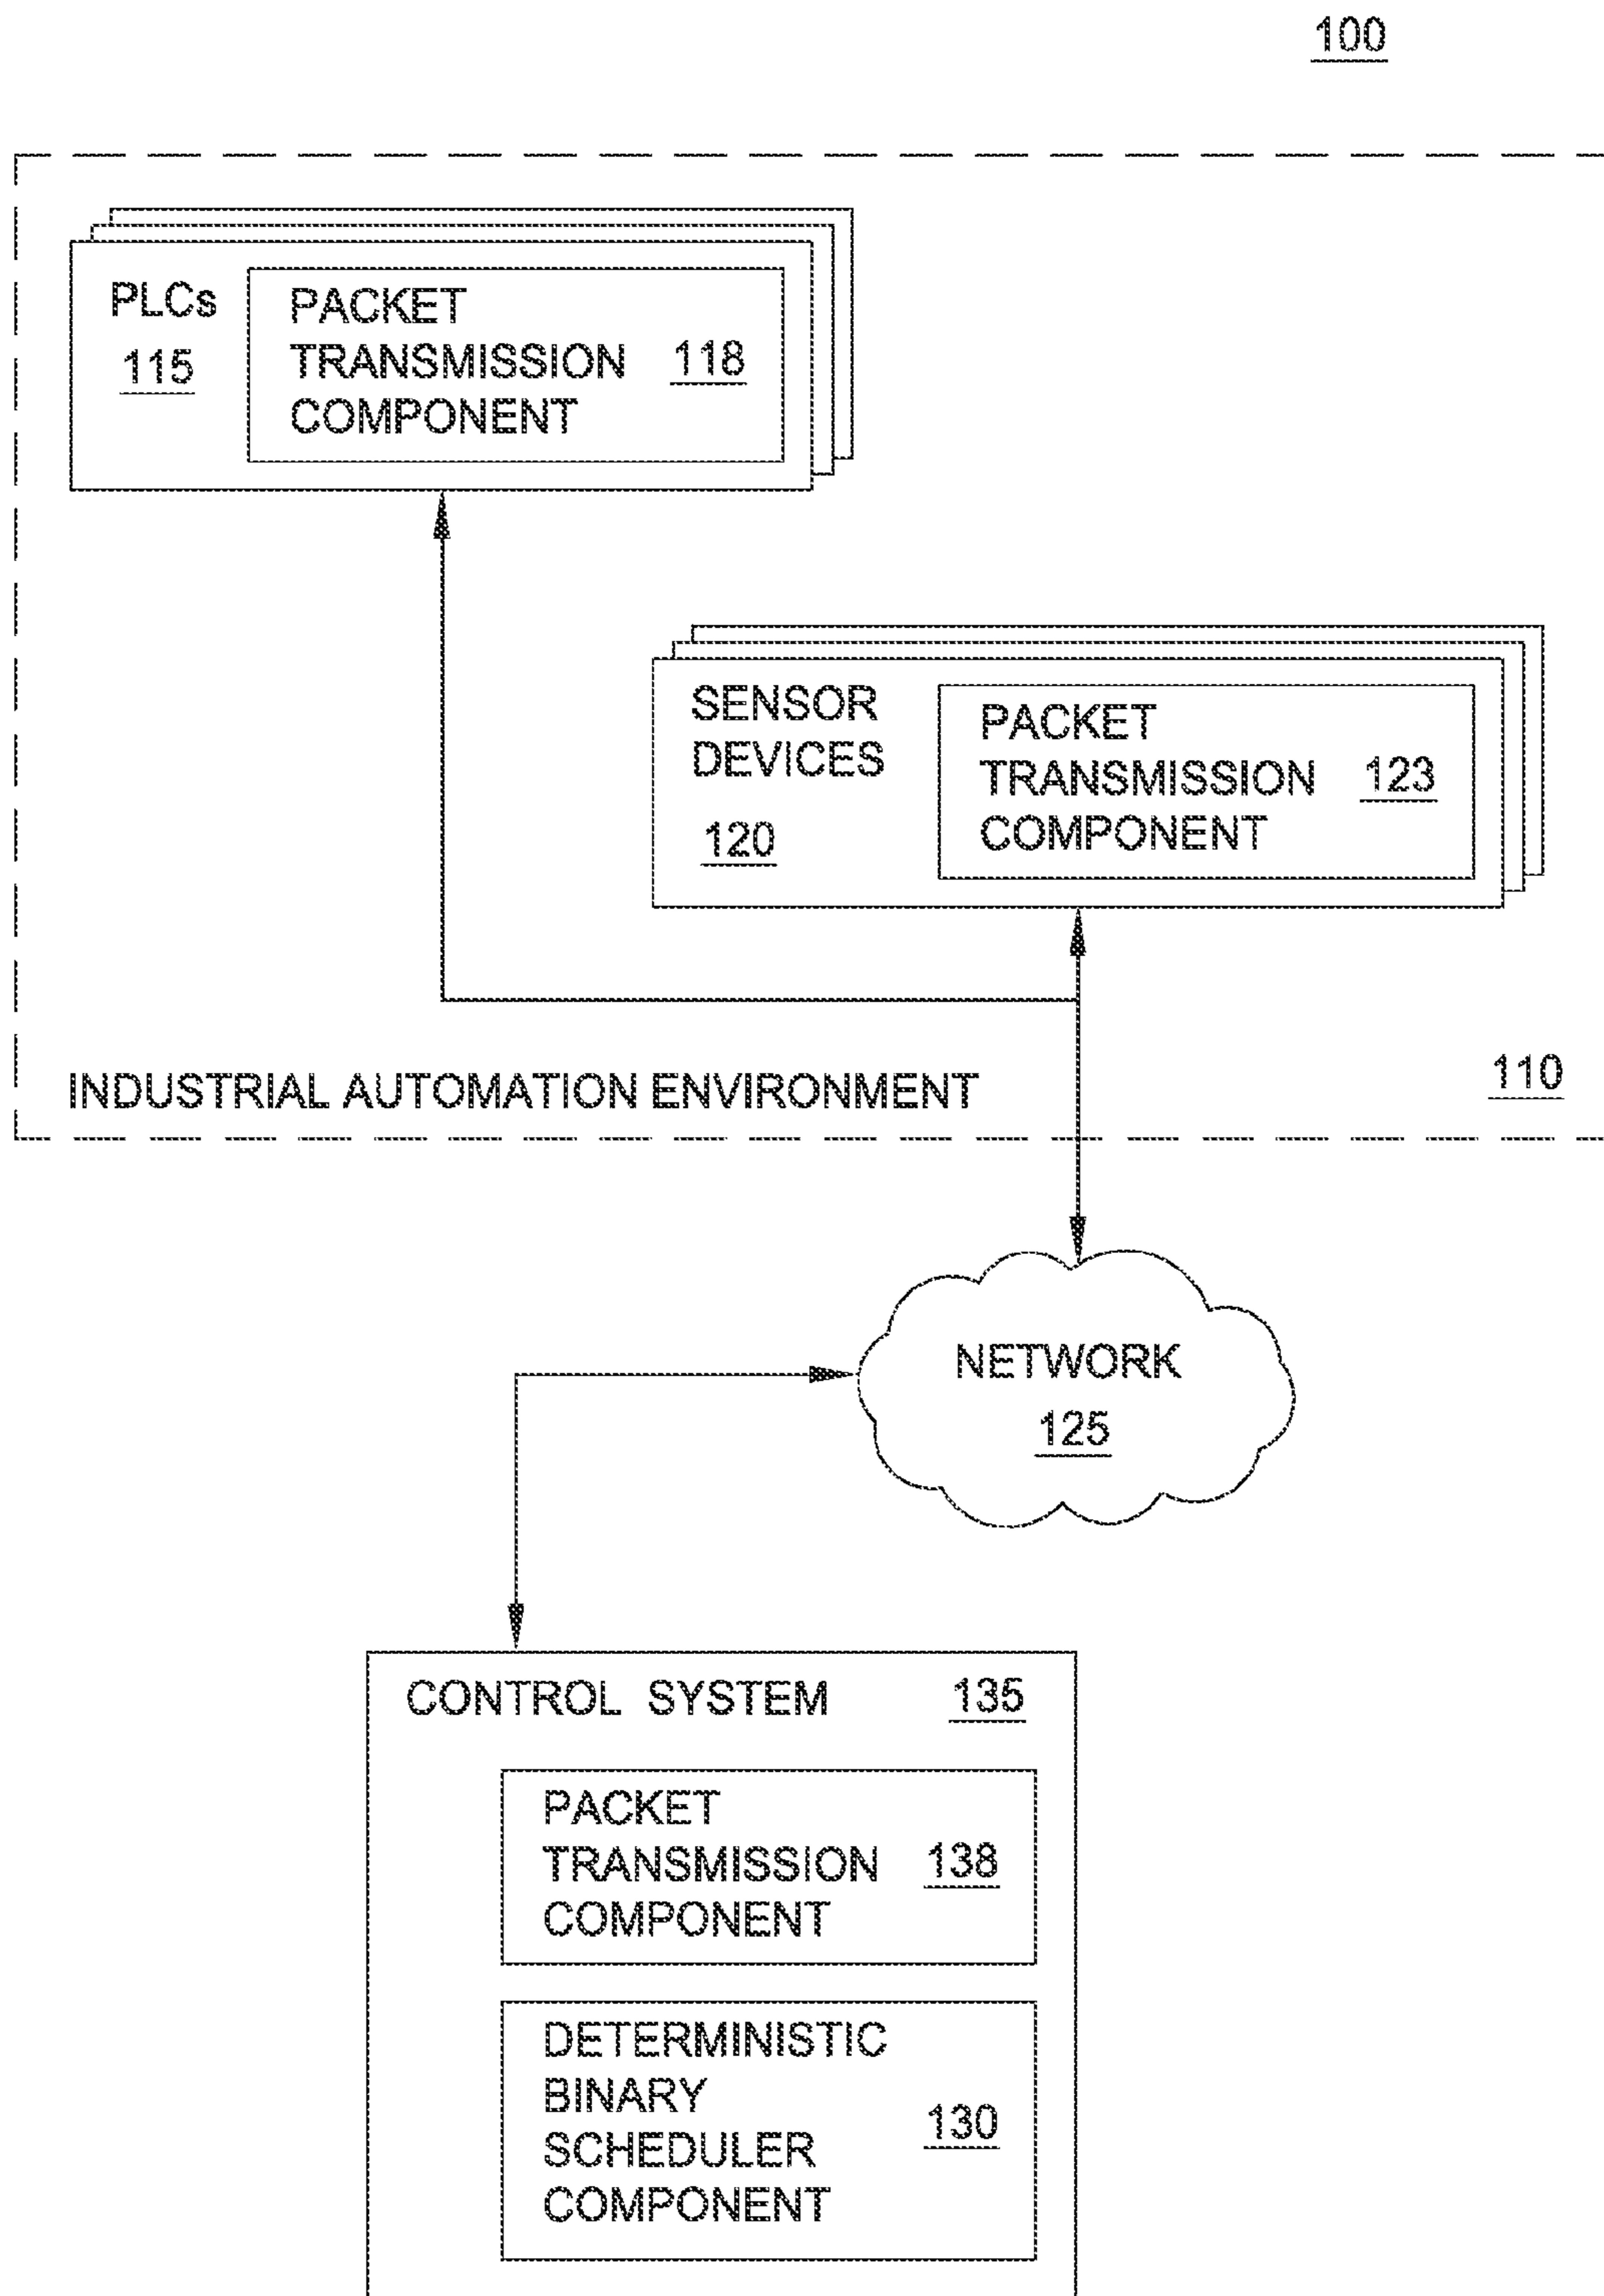 100
PLCs
115
PACKET
TRANSMISSION 118
COMPONENT
SENSOR
DEVICES
120
PACKET
TRANSMISSION 123
COMPONENT
INDUSTRIAL AUTOMATION ENVIRONMENT 110
NETWORK
125
CONTROL SYSTEM 135
PACKET
TRANSMISSION 138
COMPONENT
DETERMINISTIC
BINARY
SCHEDULER 130
COMPONENT